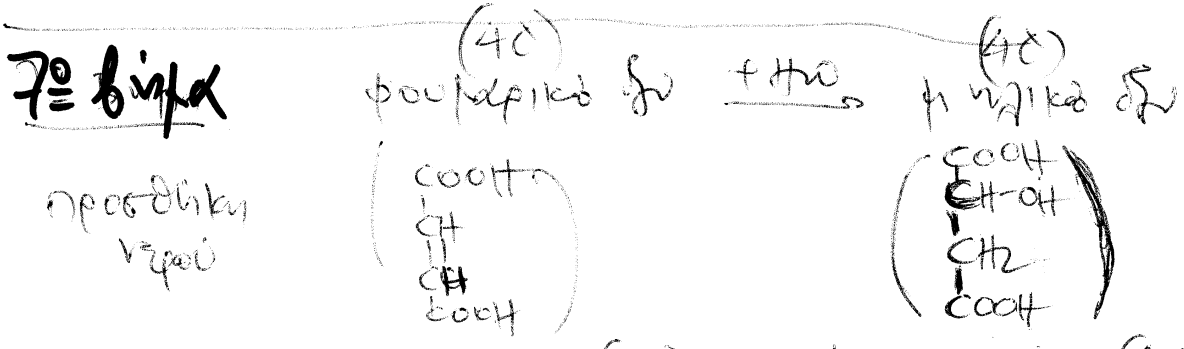 (4C) (4C)
7º βήμα φουμαρικό οξύ + H2O → μηλικό οξύ
προσθήκη
νερού
COOH
CH
||
CH
COOH
COOH
CH-OH
CH2
COOH